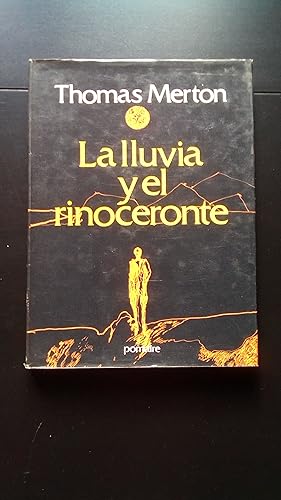 Thomas Merton
La lluvia
y el
rinoceronte
pomaire